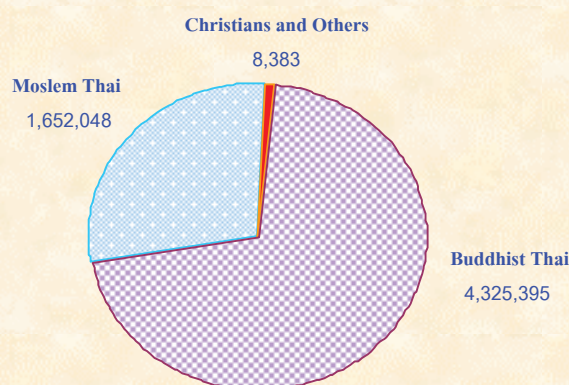 Christians and Others
8,383
Moslem Thai
1,652,048
Buddhist Thai
4,325,395